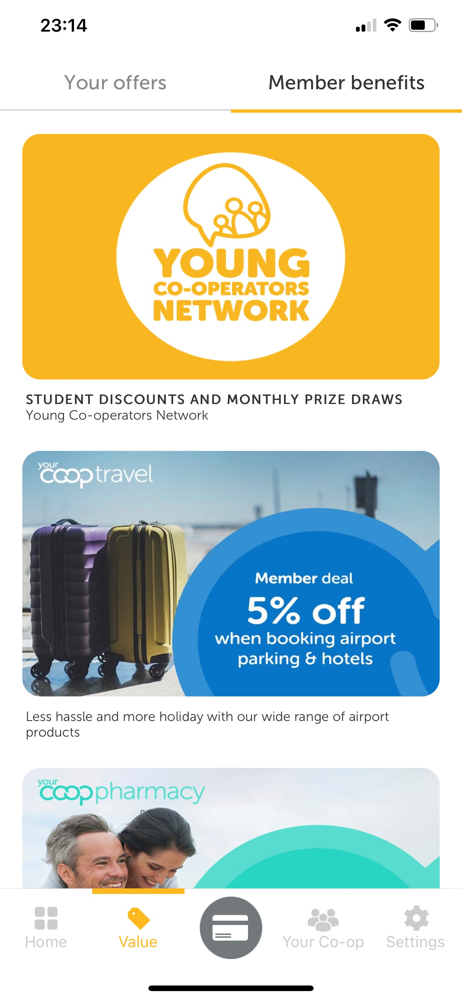 23:14
Your offers
Member benefits
YOUNG
CO-OPERATORS
NETWORK
STUDENT DISCOUNTS AND MONTHLY PRIZE DRAWS
Young Co-operators Network
your
coop travel
Member deal
5% off
when booking airport
parking & hotels
Less hassle and more holiday with our wide range of airport
products
your
coop pharmacy
Home
Value
Your Co-op
Settings